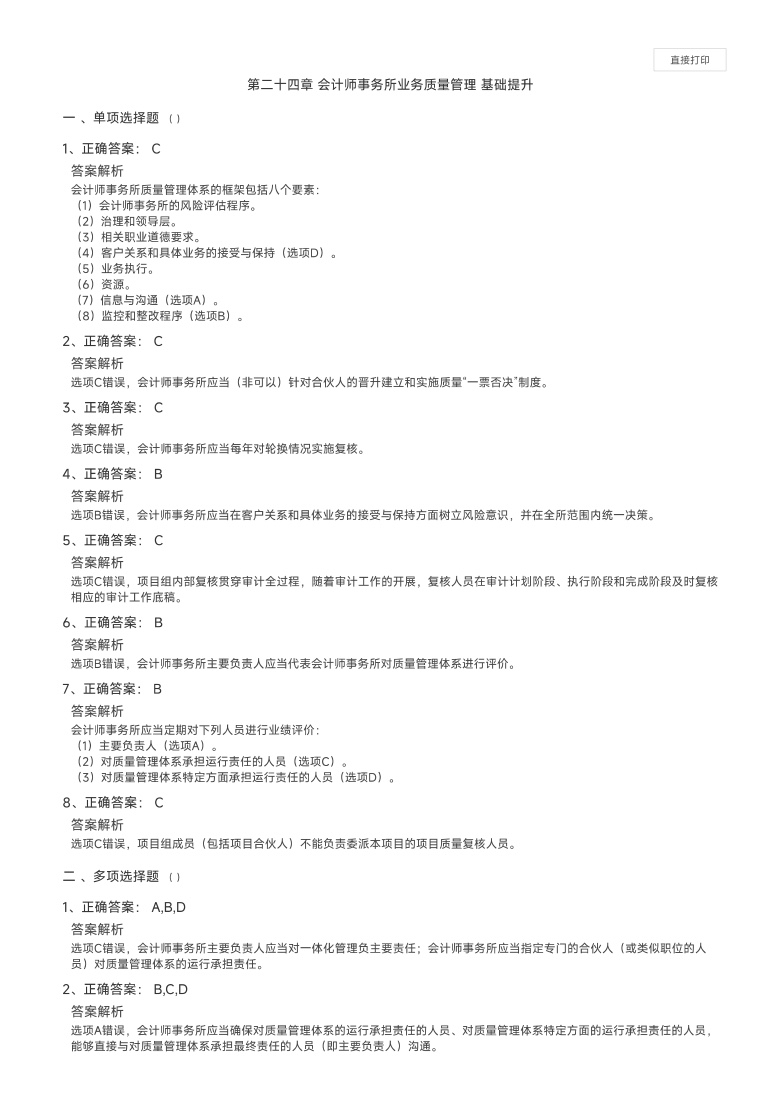 直接打印
第二十四章 会计师事务所业务质量管理 基础提升
一 、单项选择题 （ ）
1、正确答案： C
答案解析
会计师事务所质量管理体系的框架包括八个要素：
（1）会计师事务所的风险评估程序。
（2）治理和领导层。
（3）相关职业道德要求。
（4）客户关系和具体业务的接受与保持（选项D）。
（5）业务执行。
（6）资源。
（7）信息与沟通（选项A）。
（8）监控和整改程序（选项B）。
2、正确答案： C
答案解析
选项C错误，会计师事务所应当（非可以）针对合伙人的晋升建立和实施质量“一票否决”制度。
3、正确答案： C
答案解析
选项C错误，会计师事务所应当每年对轮换情况实施复核。
4、正确答案： B
答案解析
选项B错误，会计师事务所应当在客户关系和具体业务的接受与保持方面树立风险意识，并在全所范围内统一决策。
5、正确答案： C
答案解析
选项C错误，项目组内部复核贯穿审计全过程，随着审计工作的开展，复核人员在审计计划阶段、执行阶段和完成阶段及时复核
相应的审计工作底稿。
6、正确答案： B
答案解析
选项B错误，会计师事务所主要负责人应当代表会计师事务所对质量管理体系进行评价。
7、正确答案： B
答案解析
会计师事务所应当定期对下列人员进行业绩评价：
（1）主要负责人（选项A）。
（2）对质量管理体系承担运行责任的人员（选项C）。
（3）对质量管理体系特定方面承担运行责任的人员（选项D）。
8、正确答案： C
答案解析
选项C错误，项目组成员（包括项目合伙人）不能负责委派本项目的项目质量复核人员。
二 、多项选择题 （ ）
1、正确答案： A,B,D
答案解析
选项C错误，会计师事务所主要负责人应当对一体化管理负主要责任；会计师事务所应当指定专门的合伙人（或类似职位的人
员）对质量管理体系的运行承担责任。
2、正确答案： B,C,D
答案解析
选项A错误，会计师事务所应当确保对质量管理体系的运行承担责任的人员、对质量管理体系特定方面的运行承担责任的人员，
能够直接与对质量管理体系承担最终责任的人员（即主要负责人）沟通。